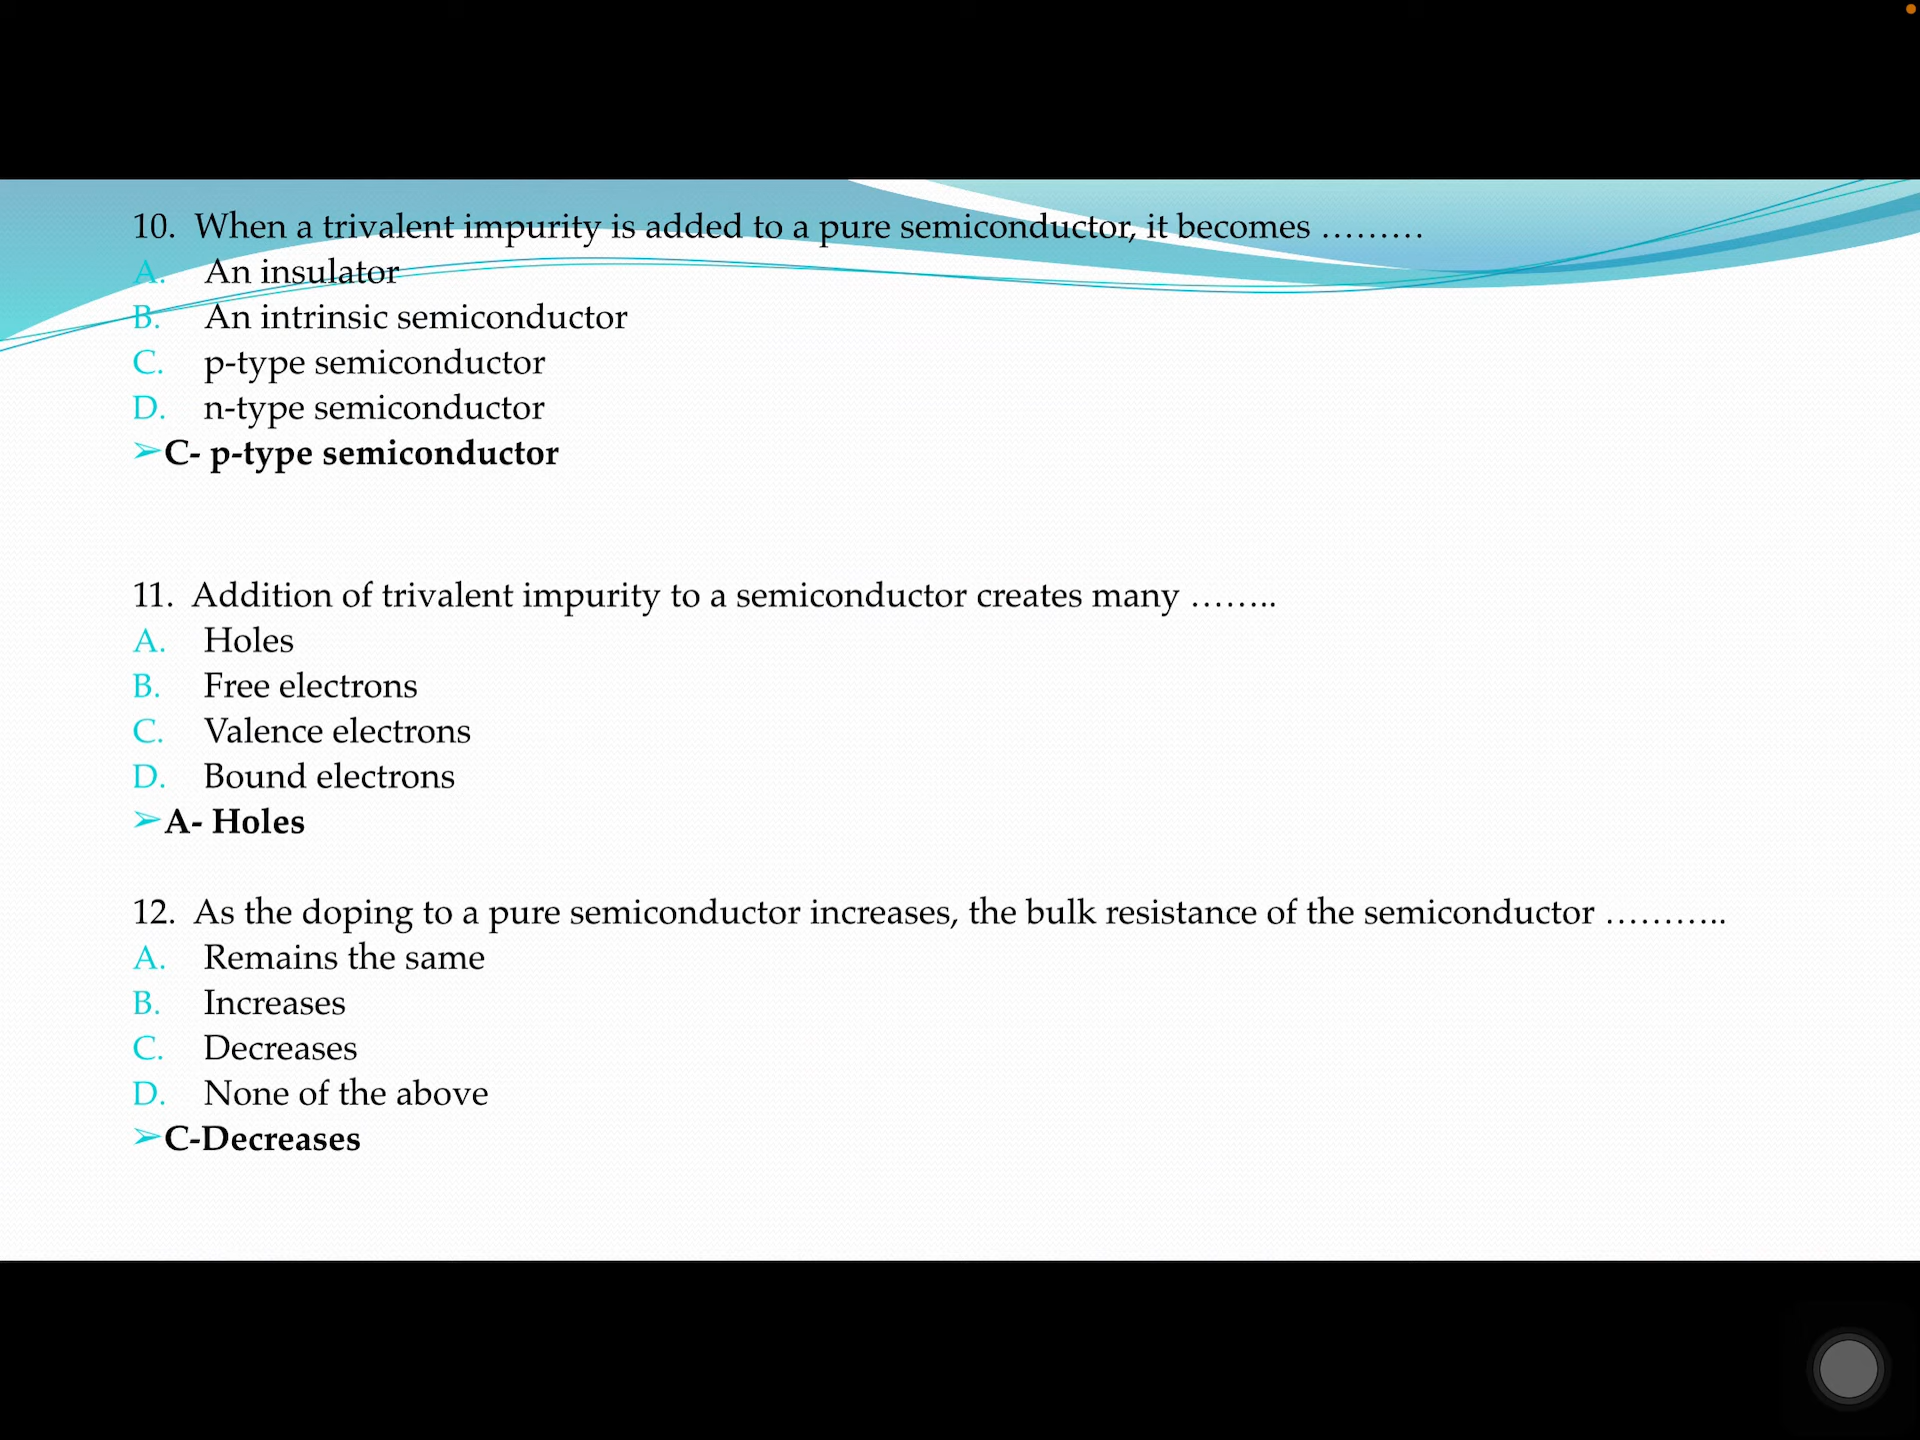 10. When a trivalent impurity is added to a pure semiconductor, it becomes ………
A. An insulator
B. An intrinsic semiconductor
C. p-type semiconductor
D. n-type semiconductor
➢C- p-type semiconductor
11. Addition of trivalent impurity to a semiconductor creates many ……..
A. Holes
B. Free electrons
C. Valence electrons
D. Bound electrons
➢A- Holes
12. As the doping to a pure semiconductor increases, the bulk resistance of the semiconductor ………..
A. Remains the same
B. Increases
C. Decreases
D. None of the above
➢C-Decreases